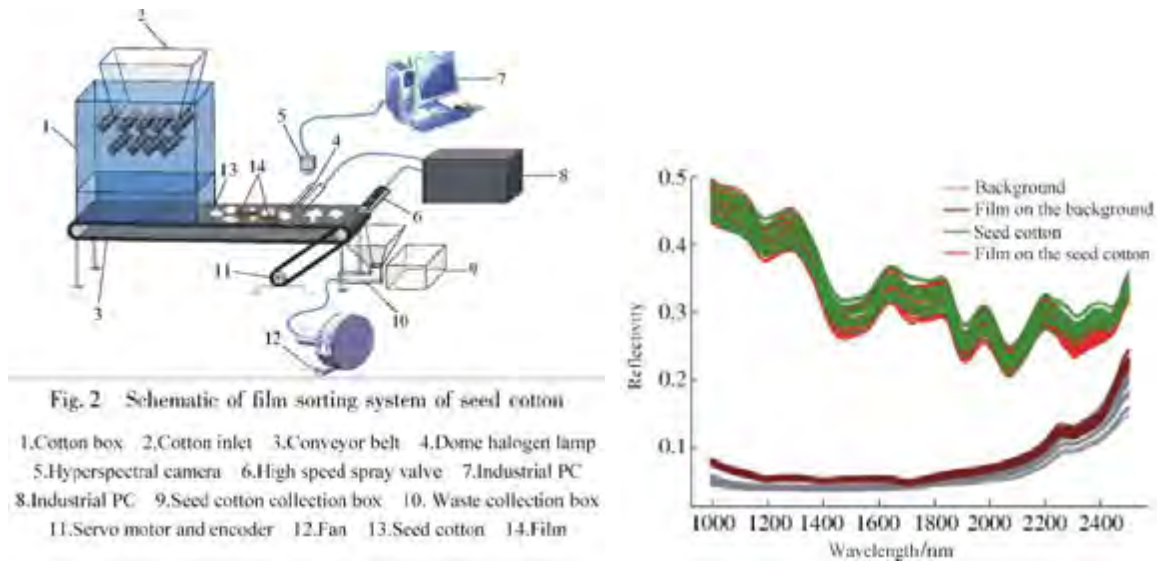 2
7
5
4
1
13
14
8
6
11
9
10
12
3
Fig. 2 Schematic of film sorting system of seed cotton
1.Cotton box 2.Cotton inlet 3.Conveyor belt 4.Dome halogen lamp
5.Hyperspectral camera 6.High speed spray valve 7.Industrial PC
8.Industrial PC 9.Seed cotton collection box 10. Waste collection box
11.Servo motor and encoder 12.Fan 13.Seed cotton 14.Film
0.5
Background
Film on the background
Seed cotton
Film on the seed cotton
0.4
0.3
Reflectivity
0.2
0.1
1000 1200 1400 1600 1800 2000 2200 2400
Wavelength/nm